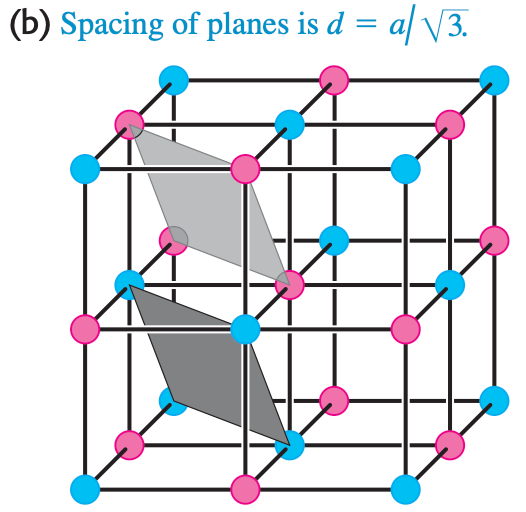 (b) Spacing of planes is d = a/√3.